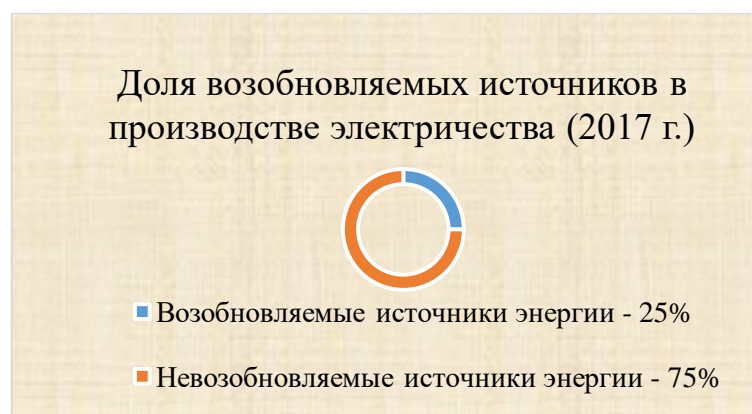 Доля возобновляемых источников в
производстве электричества (2017 г.)
Возобновляемые источники энергии - 25%
Невозобновляемые источники энергии - 75%